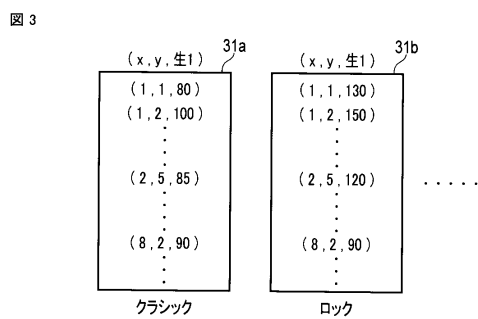 図 3
31a
(x,y,生1)
(1,1,80)
(1,2,100)
(2,5,85)
(8,2,90)
クラシック
31b
(x,y,生1)
(1,1,130)
(1,2,150)
(2,5,120)
(8,2,90)
ロック
・・・・・